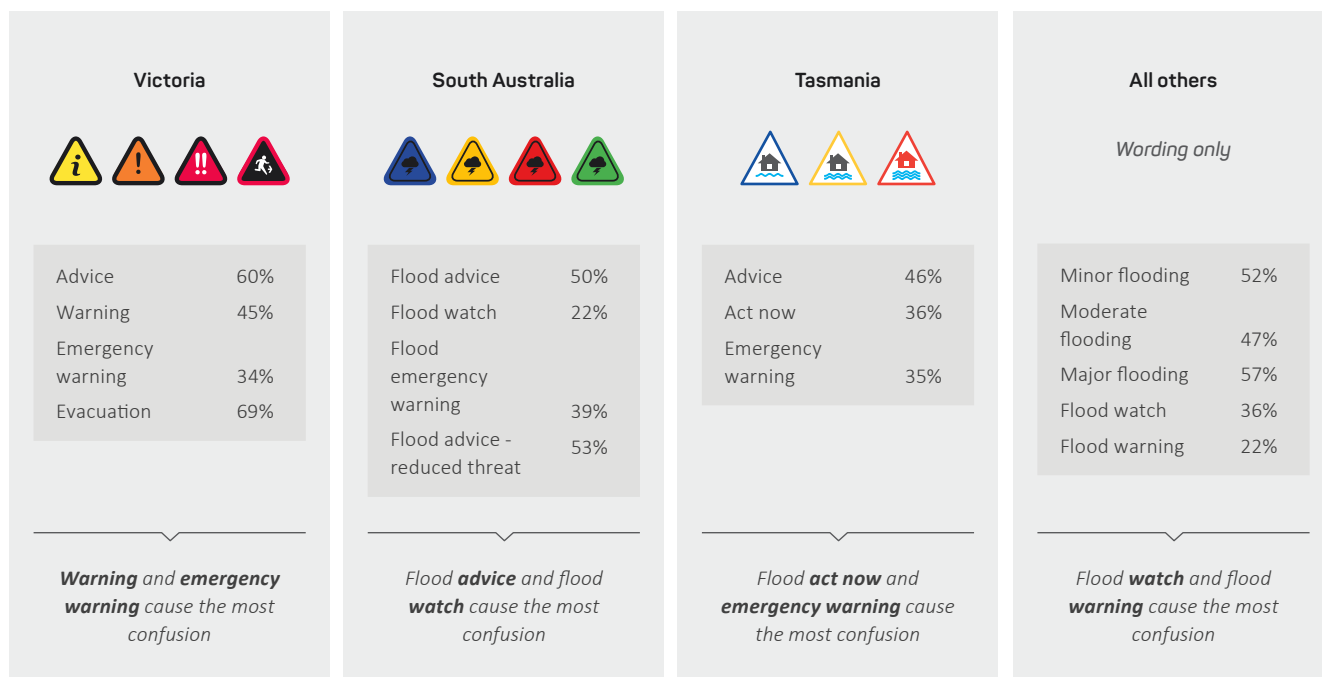 Victoria
i
!
!!
Advice 60%
Warning 45%
Emergency
warning 34%
Evacuation 69%
Warning and emergency
warning cause the most
confusion
South Australia
Flood advice 50%
Flood watch 22%
Flood
emergency
warning 39%
Flood advice - 53%
reduced threat
Flood advice and flood
watch cause the most
confusion
Tasmania
Advice 46%
Act now 36%
Emergency
warning 35%
Flood act now and
emergency warning cause
the most confusion
All others
Wording only
Minor flooding 52%
Moderate
flooding 47%
Major flooding 57%
Flood watch 36%
Flood warning 22%
Flood watch and flood
warning cause the most
confusion